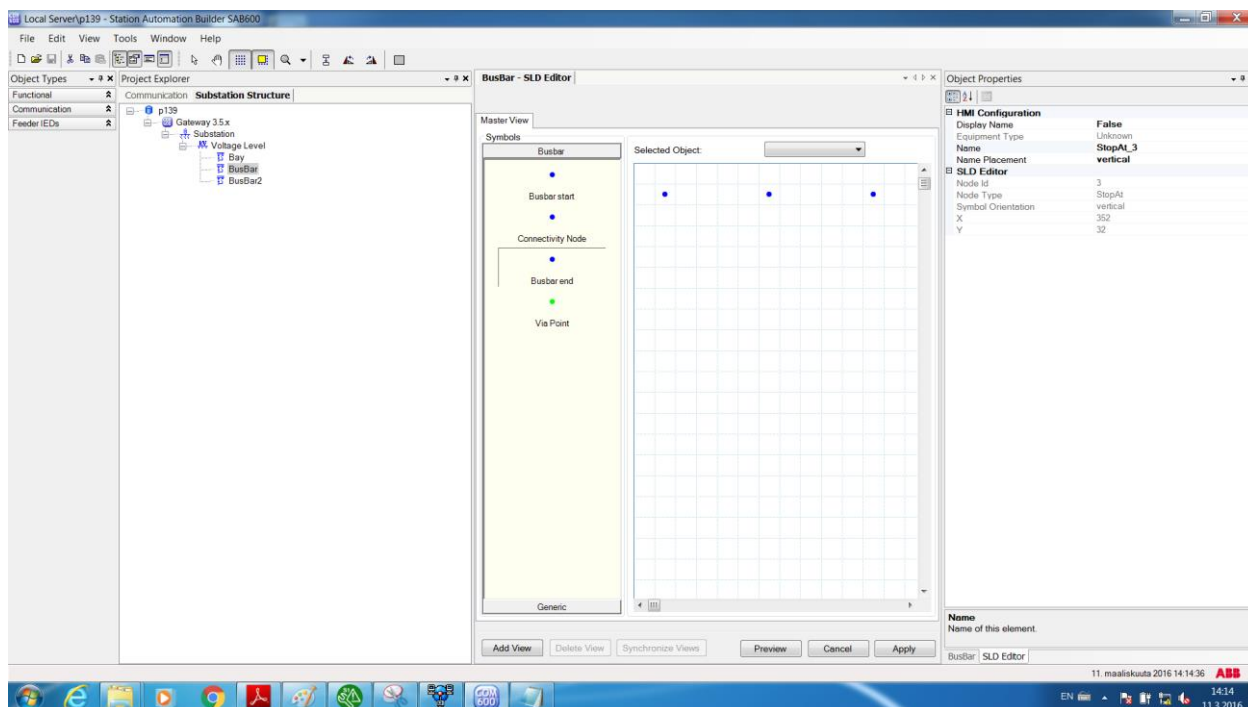 Local Server\p139 - Station Automation Builder SAB600
File Edit View Tools Window Help
Object Types
Functional
Communication
Feeder IEDs
Project Explorer
Communication Substation Structure
p139
Gateway 3.5.x
Substation
Voltage Level
Bay
BusBar
BusBar2
BusBar - SLD Editor
Master View
Symbols
Busbar
Busbar start
Connectivity Node
Busbar end
Via Point
Generic
Selected Object:
Add View Delete View Synchronize Views Preview Cancel Apply
Object Properties
HMI Configuration
Display Name False
Equipment Type Unknown
Name StopAt_3
Name Placement vertical
SLD Editor
Node Id 3
Node Type StopAt
Symbol Orientation vertical
X 352
Y 32
Name
Name of this element.
BusBar SLD Editor
11. maaliskuuta 2016 14:14:36 ABB
COM
600
EN
14:14
11.3.2016